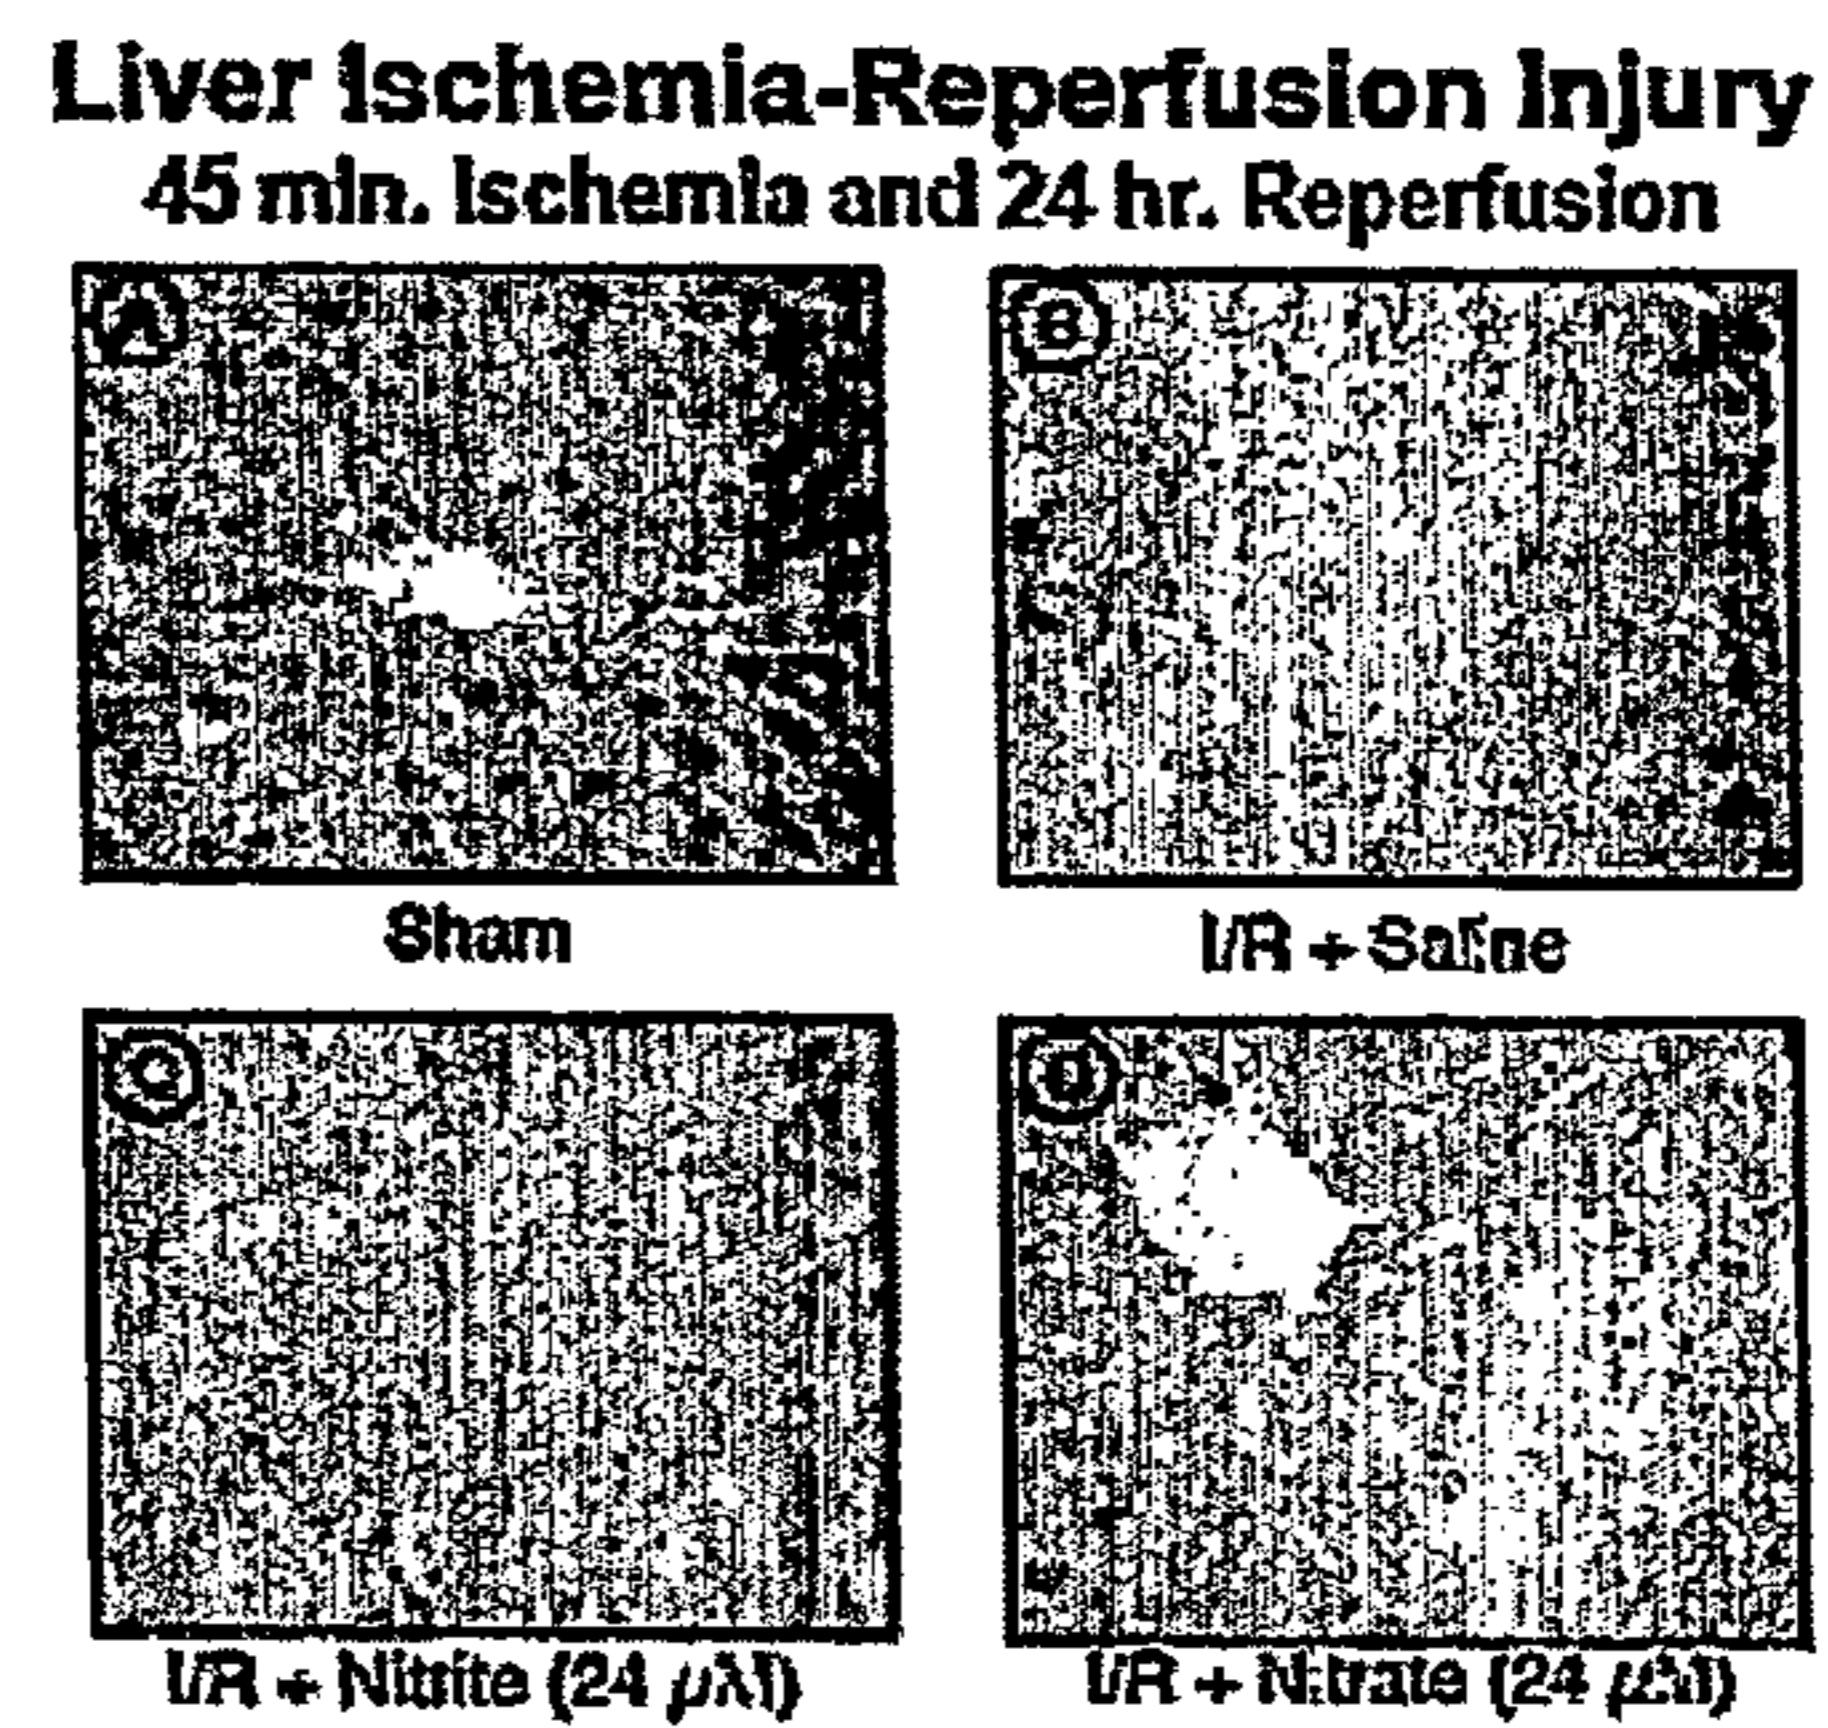 Liver Ischemia-Reperfusion Injury
45 min. Ischemia and 24 hr. Reperfusion
A
B
Sham
I/R + Saline
C
D
I/R + Nitrite (24 μM)
I/R + Nitrate (24 μM)